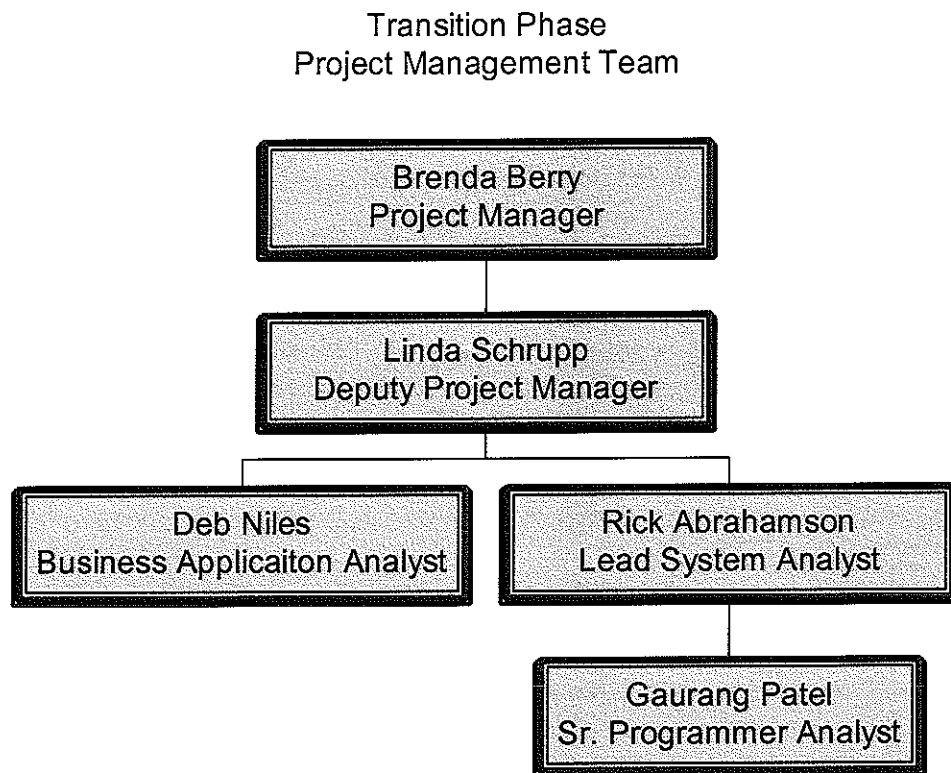 Transition Phase
Project Management Team
Brenda Berry
Project Manager
Linda Schrupp
Deputy Project Manager
Deb Niles
Business Applicaiton Analyst
Rick Abrahamson
Lead System Analyst
Gaurang Patel
Sr. Programmer Analyst